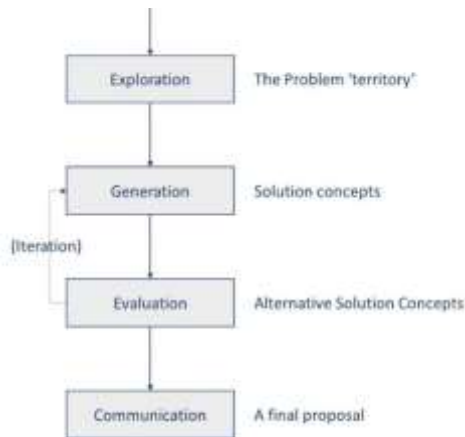 Exploration
The Problem 'territory'
Generation
Solution concepts
(Iteration)
Evaluation
Alternative Solution Concepts
Communication
A final proposal